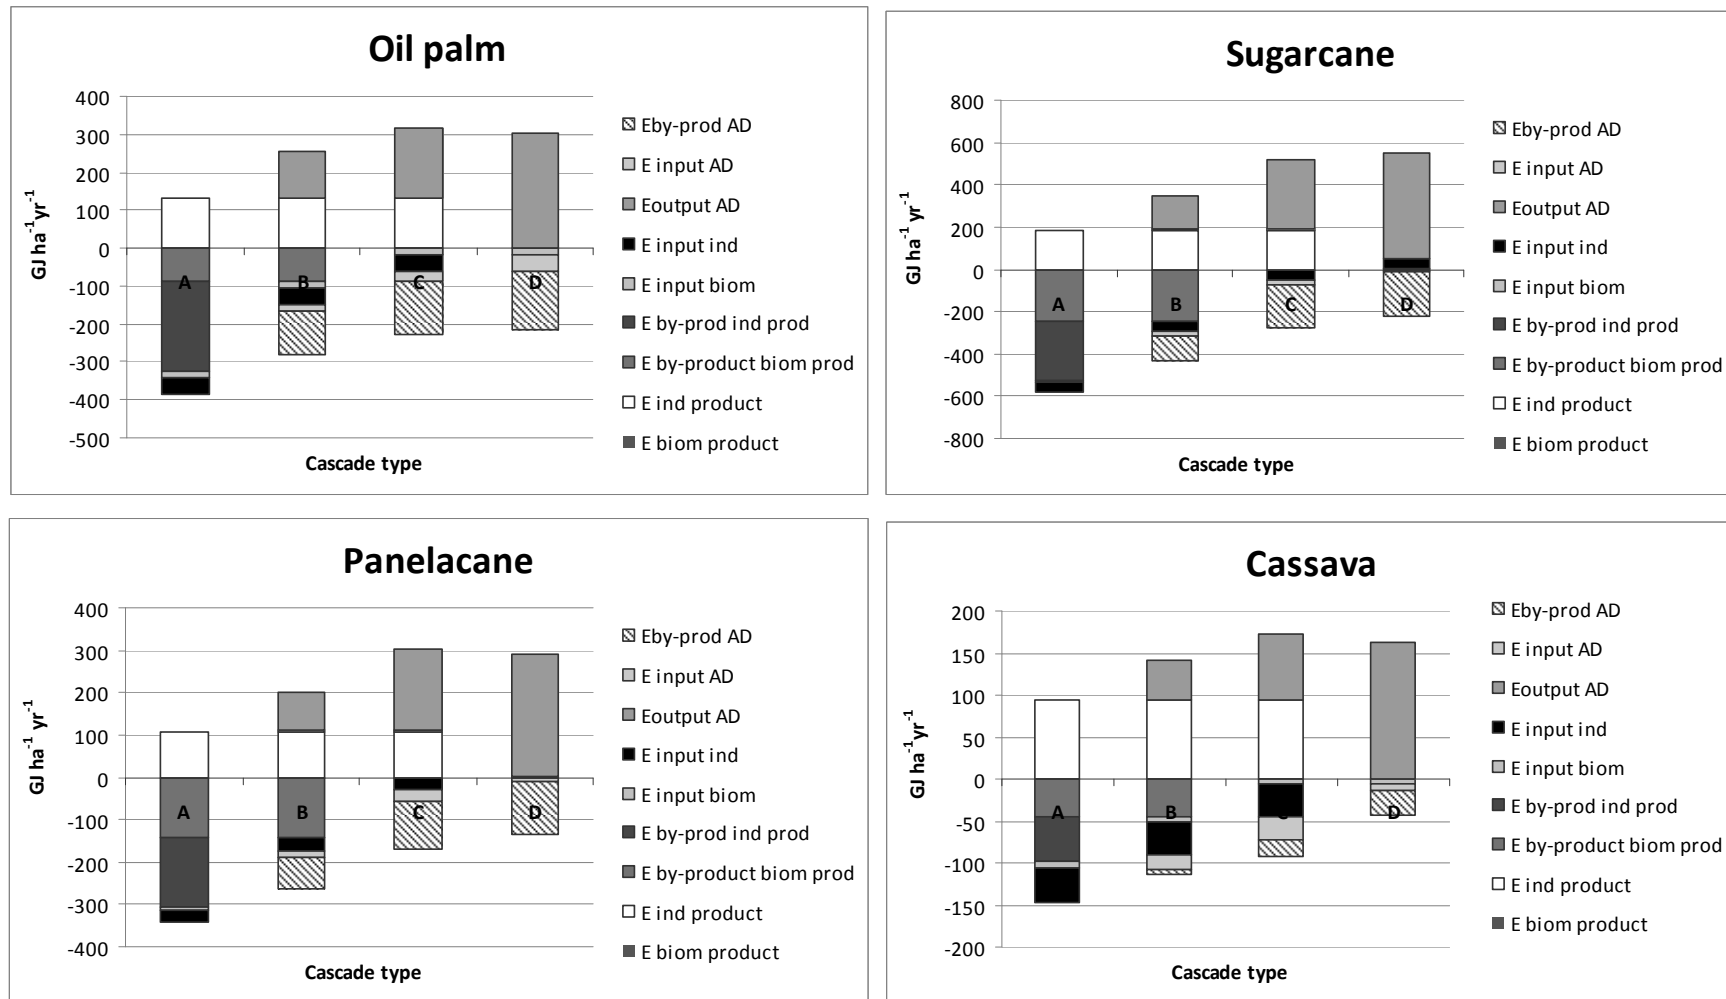 Oil palm
400
300
200
100
0
-100
-200
-300
-400
-500
GJ ha-1yr-1
A
B
C
D
Cascade type
Eby-prod AD
E input AD
Eoutput AD
E input ind
E input biom
E by-prod ind prod
E by-product biom prod
E ind product
E biom product
Sugarcane
800
600
400
200
0
-200
-400
-600
-800
GJ ha-1yr-1
A
B
C
D
Cascade type
Eby-prod AD
E input AD
Eoutput AD
E input ind
E input biom
E by-prod ind prod
E by-product biom prod
E ind product
E biom product
Panelacane
400
300
200
100
0
-100
-200
-300
-400
GJ ha-1 yr-1
A
B
C
D
Cascade type
Eby-prod AD
E input AD
Eoutput AD
E input ind
E input biom
E by-prod ind prod
E by-product biom prod
E ind product
E biom product
Cassava
200
150
100
50
0
-50
-100
-150
-200
GJ ha-1yr-1
A
B
C
D
Cascade type
Eby-prod AD
E input AD
Eoutput AD
E input ind
E input biom
E by-prod ind prod
E by-product biom prod
E ind product
E biom product